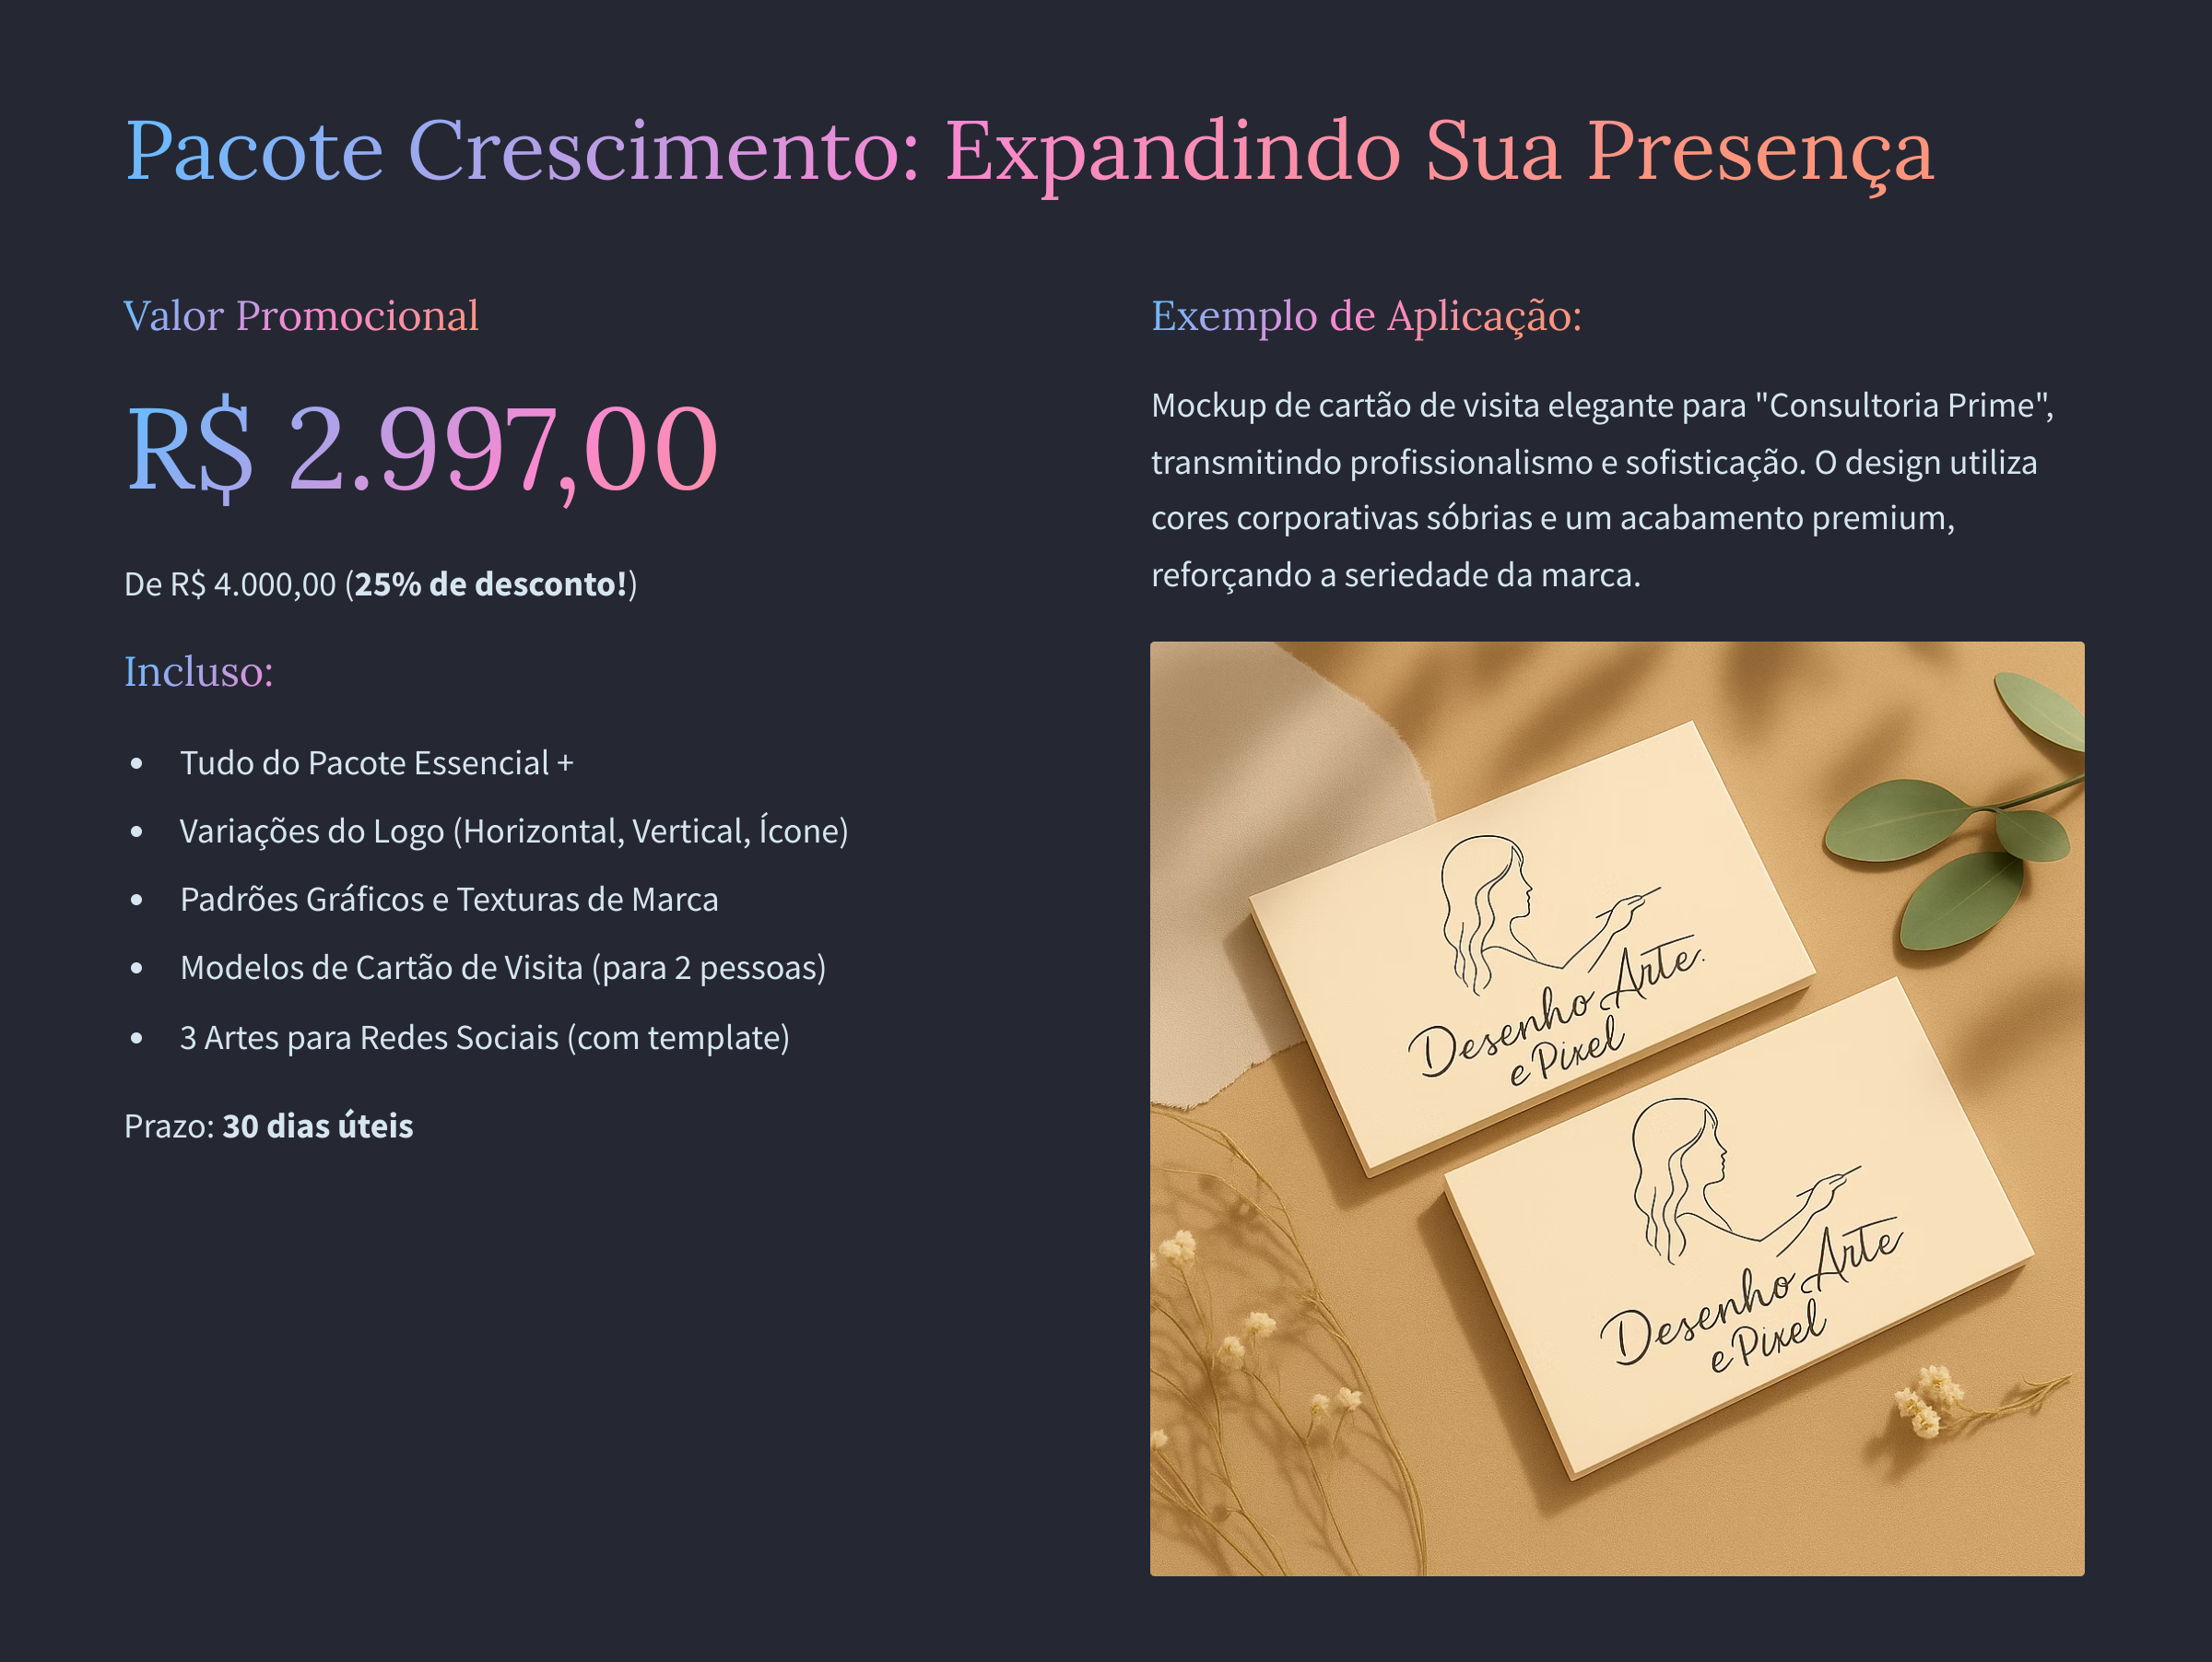 Pacote Crescimento: Expandindo Sua Presença
Valor Promocional
R$ 2.997,00
De R$ 4.000,00 (25% de desconto!)
Incluso:
• Tudo do Pacote Essencial +
• Variações do Logo (Horizontal, Vertical, Ícone)
• Padrões Gráficos e Texturas de Marca
• Modelos de Cartão de Visita (para 2 pessoas)
• 3 Artes para Redes Sociais (com template)
Prazo: 30 dias úteis
Exemplo de Aplicação:
Mockup de cartão de visita elegante para "Consultoria Prime",
transmitindo profissionalismo e sofisticação. O design utiliza
cores corporativas sóbrias e um acabamento premium,
reforçando a seriedade da marca.
Desenho Arte.
e Pixel
Desenho Arte
e Pixel